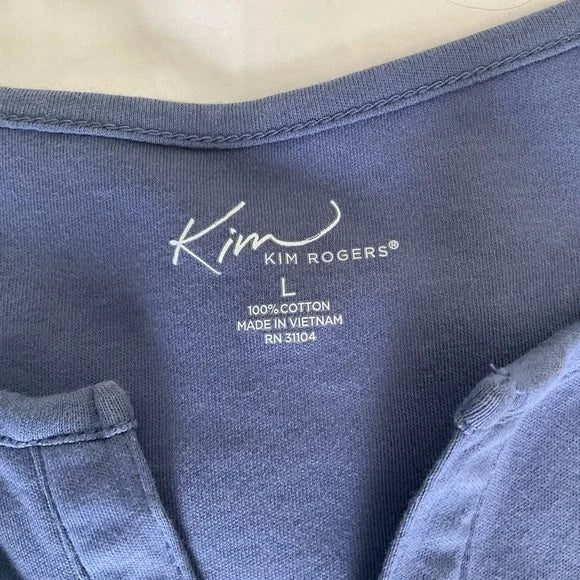 Kim
KIM ROGERS®
L
100% COTTON
MADE IN VIETNAM
RN 31104